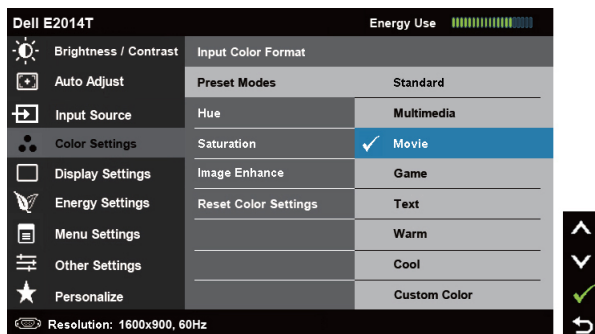 Dell E2014T
Energy Use
Brightness / Contrast
Auto Adjust
Input Source
Color Settings
Display Settings
Energy Settings
Menu Settings
Other Settings
Personalize
Input Color Format
Preset Modes
Hue
Saturation
Image Enhance
Reset Color Settings
Standard
Multimedia
Movie
Game
Text
Warm
Cool
Custom Color
Resolution: 1600x900, 60Hz